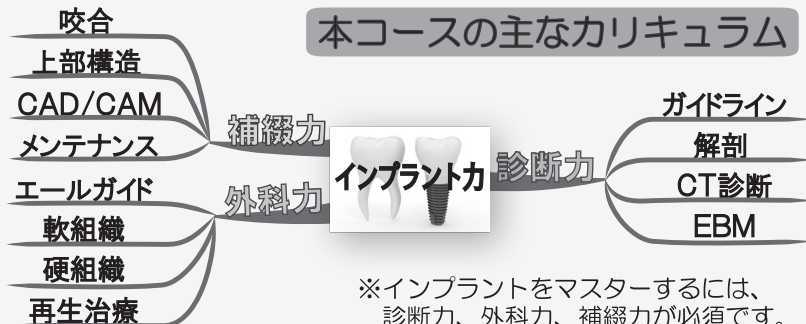 本コースの主なカリキュラム
咬合
上部構造
CAD/CAM
メンテナンス
補綴力
エールガイド
軟組織
硬組織
再生治療
外科力
インプラント力
診断力
ガイドライン
解剖
CT診断
EBM
※インプラントをマスターするには、
診断力、外科力、補綴力が必須です。